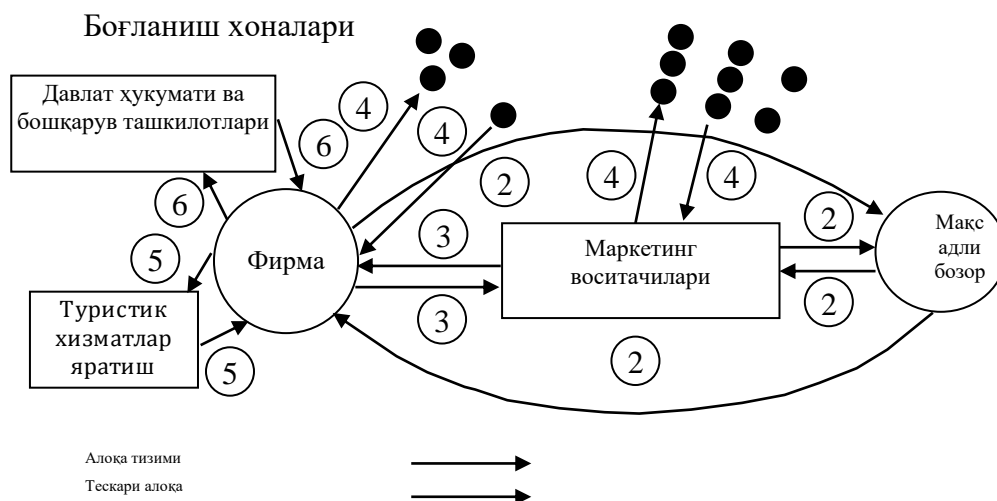 Боғланиш хоналари
Давлат ҳукумати ва
бошқарув ташкилотлари
4
4
6
2
4
4
6
3
2
Фирма
Маркетинг
воситачилари
Мақс
адли
бозор
5
3
2
Туристик
хизматлар
яратиш
5
2
Алоқа тизими
Тескари алоқа